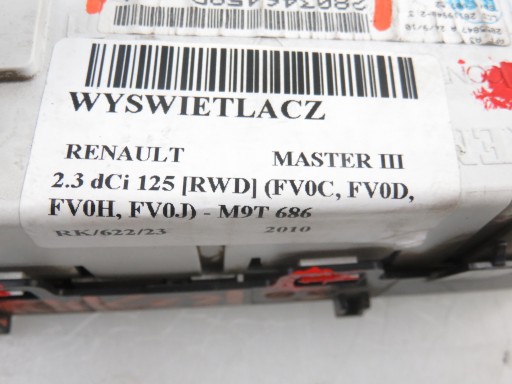 280346450R
WYSWIETLACZ
RENAULT MASTER III
2.3 dCi 125 [RWD] (FV0C, FV0D,
FV0H, FV0J) - M9T 686
RK/622/23 2010